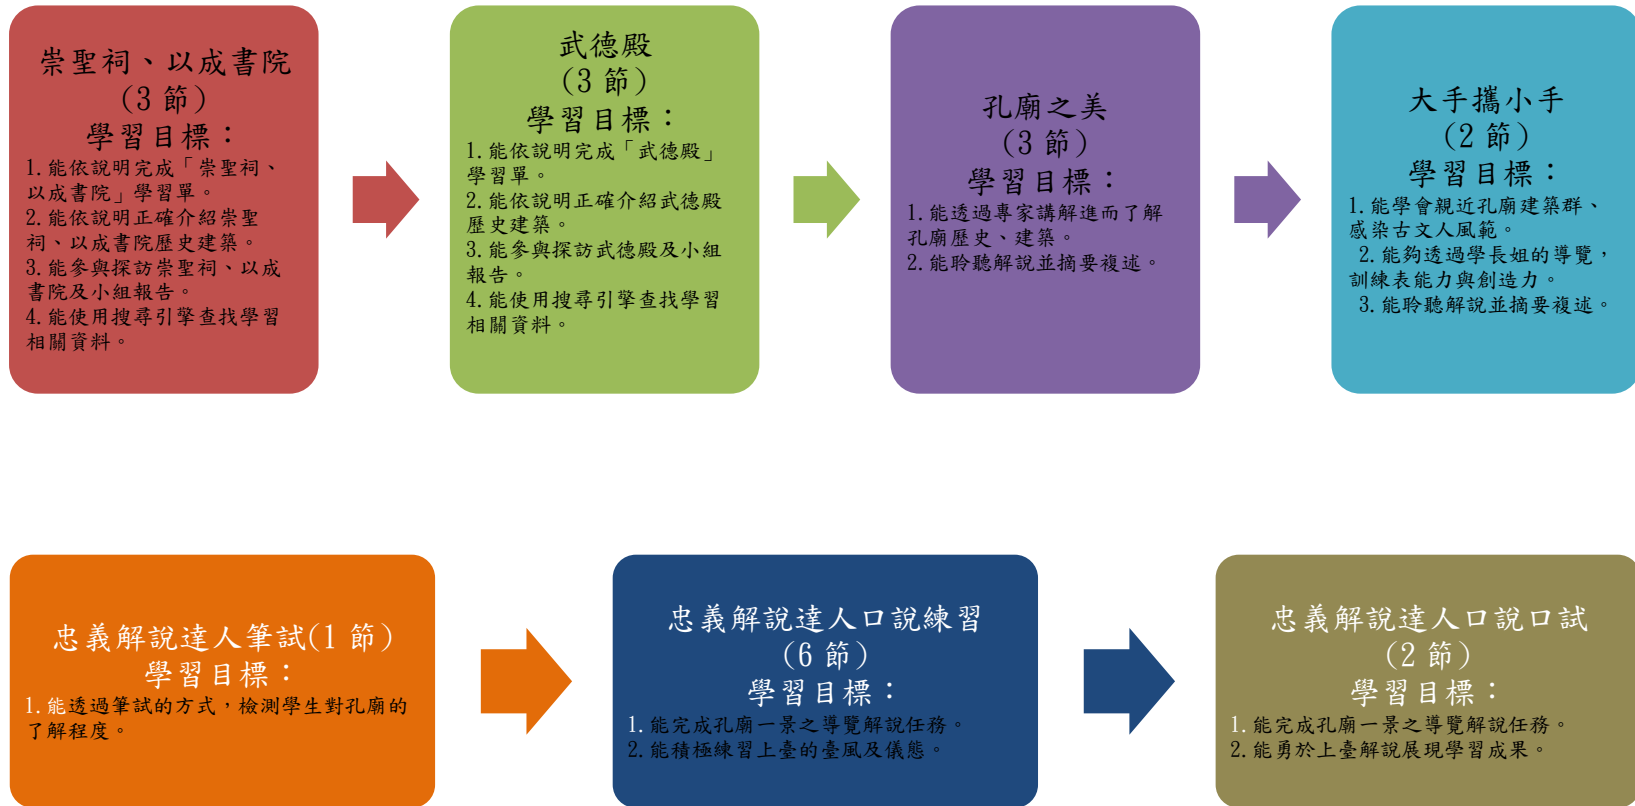 崇聖祠、以成書院
(3 節)
學習目標：
1.能依說明完成「崇聖祠、
以成書院」學習單。
2.能依說明正確介紹崇聖
祠、以成書院歷史建築。
3.能參與探訪崇聖祠、以成
書院及小組報告。
4.能使用搜尋引擎查找學習
相關資料。
武德殿
(3 節)
學習目標：
1.能依說明完成「武德殿」
學習單。
2.能依說明正確介紹武德殿
歷史建築。
3.能參與探訪武德殿及小組
報告。
4.能使用搜尋引擎查找學習
相關資料。
孔廟之美
(3 節)
學習目標：
1.能透過專家講解進而了解
孔廟歷史、建築。
2.能聆聽解說並摘要複述。
大手攜小手
(2 節)
學習目標：
1.能學會親近孔廟建築群、
感染古文人風範。
2.能夠透過學長姐的導覽，
訓練表能力與創造力。
3.能聆聽解說並摘要複述。
忠義解說達人筆試(1 節)
學習目標：
1.能透過筆試的方式，檢測學生對孔廟的
了解程度。
忠義解說達人口說練習
(6 節)
學習目標：
1.能完成孔廟一景之導覽解說任務。
2.能積極練習上臺的臺風及儀態。
忠義解說達人口說口試
(2 節)
學習目標：
1.能完成孔廟一景之導覽解說任務。
2.能勇於上臺解說展現學習成果。